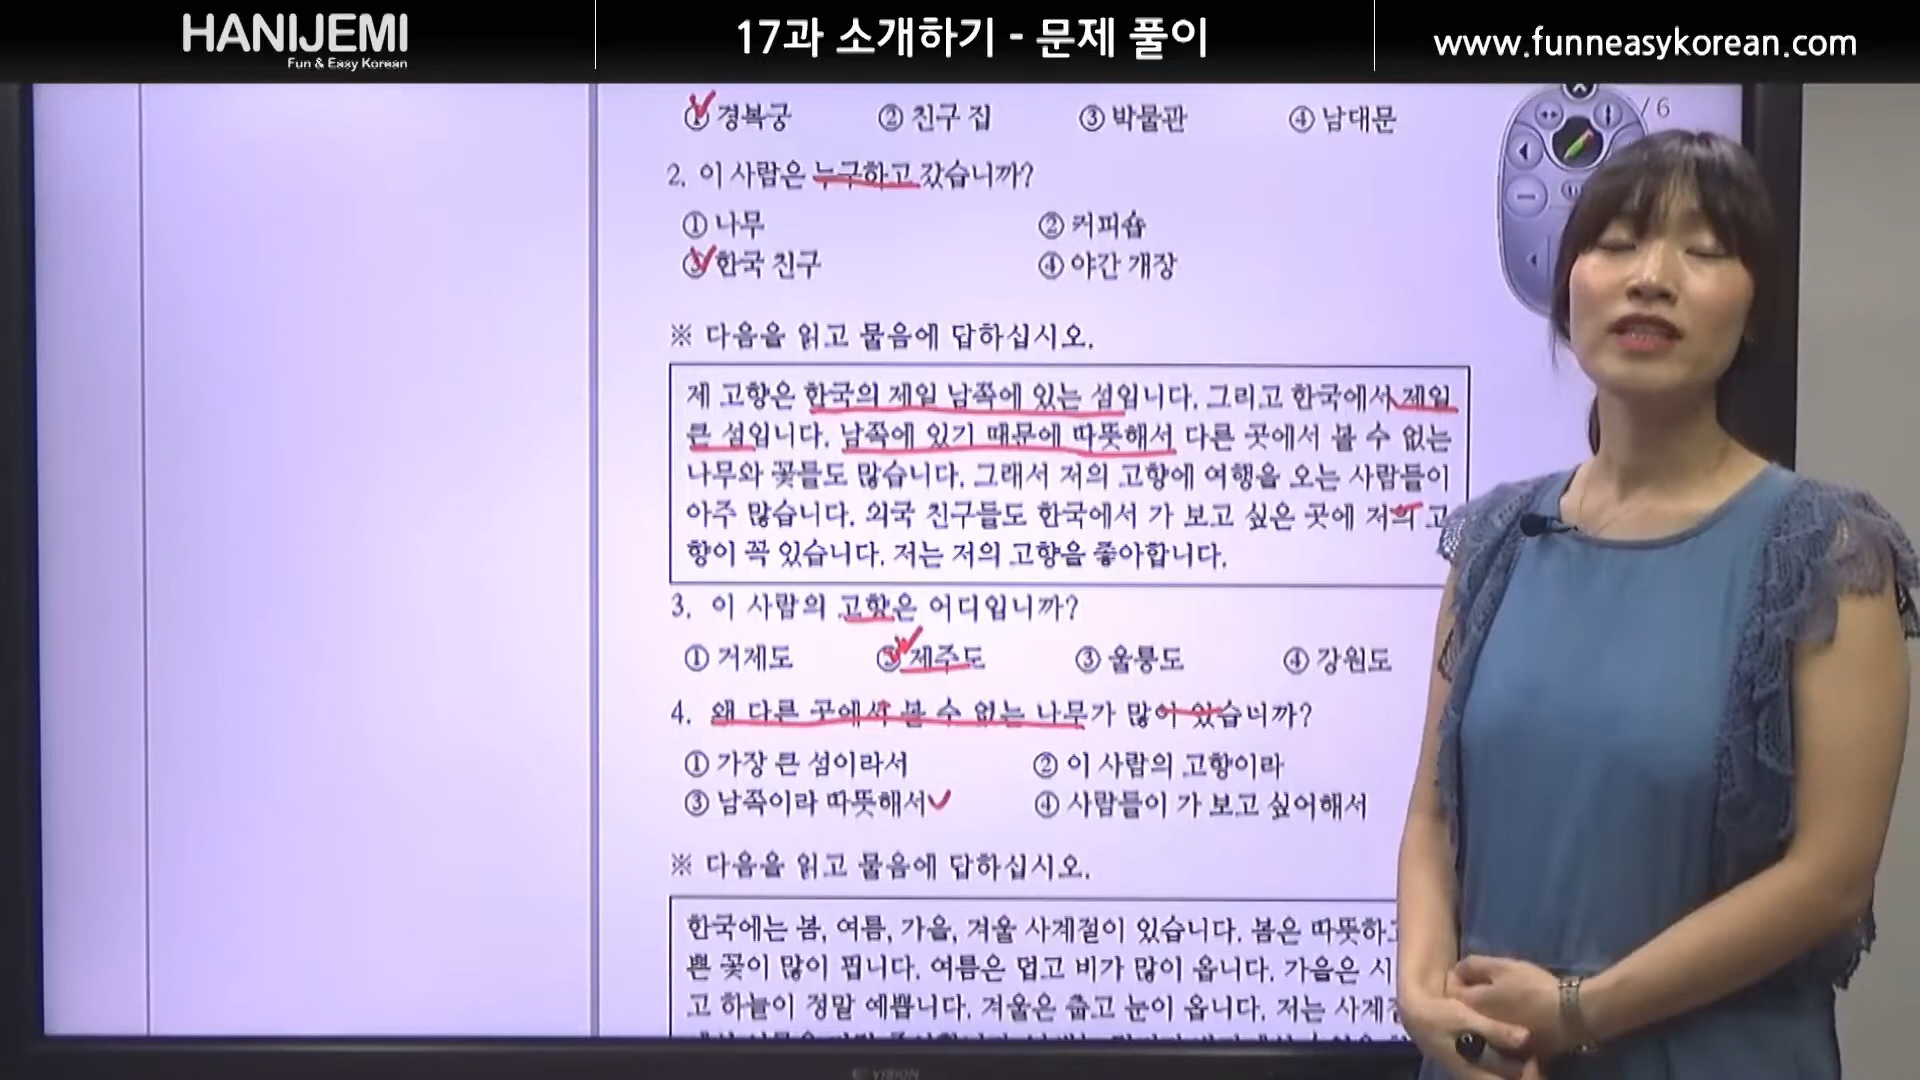 HANIJEMI
Fun & Easy Korean
17과 소개하기 - 문제 풀이
www.funneasykorean.com
/6
① 경복궁 ② 친구 집 ③ 박물관 ④ 남대문
2. 이 사람은 누구하고 갔습니까?
① 나무 ② 커피숍
③ 한국 친구 ④ 야간 개장
※ 다음을 읽고 물음에 답하십시오.
제 고향은 한국의 제일 남쪽에 있는 섬입니다. 그리고 한국에서 제일
큰 섬입니다. 남쪽에 있기 때문에 따뜻해서 다른 곳에서 볼 수 없는
나무와 꽃들도 많습니다. 그래서 저의 고향에 여행을 오는 사람들이
아주 많습니다. 외국 친구들도 한국에서 가 보고 싶은 곳에 저의 고
향이 꼭 있습니다. 저는 저의 고향을 좋아합니다.
3. 이 사람의 고향은 어디입니까?
① 거제도 ② 제주도 ③ 울릉도 ④ 강원도
4. 왜 다른 곳에서 볼 수 없는 나무가 많이 있습니까?
① 가장 큰 섬이라서 ② 이 사람의 고향이라
③ 남쪽이라 따뜻해서 ④ 사람들이 가 보고 싶어해서
※ 다음을 읽고 물음에 답하십시오.
한국에는 봄, 여름, 가을, 겨울 사계절이 있습니다. 봄은 따뜻하고
쁜 꽃이 많이 핍니다. 여름은 덥고 비가 많이 옵니다. 가을은 시
고 하늘이 정말 예쁩니다. 겨울은 춥고 눈이 옵니다. 저는 사계절